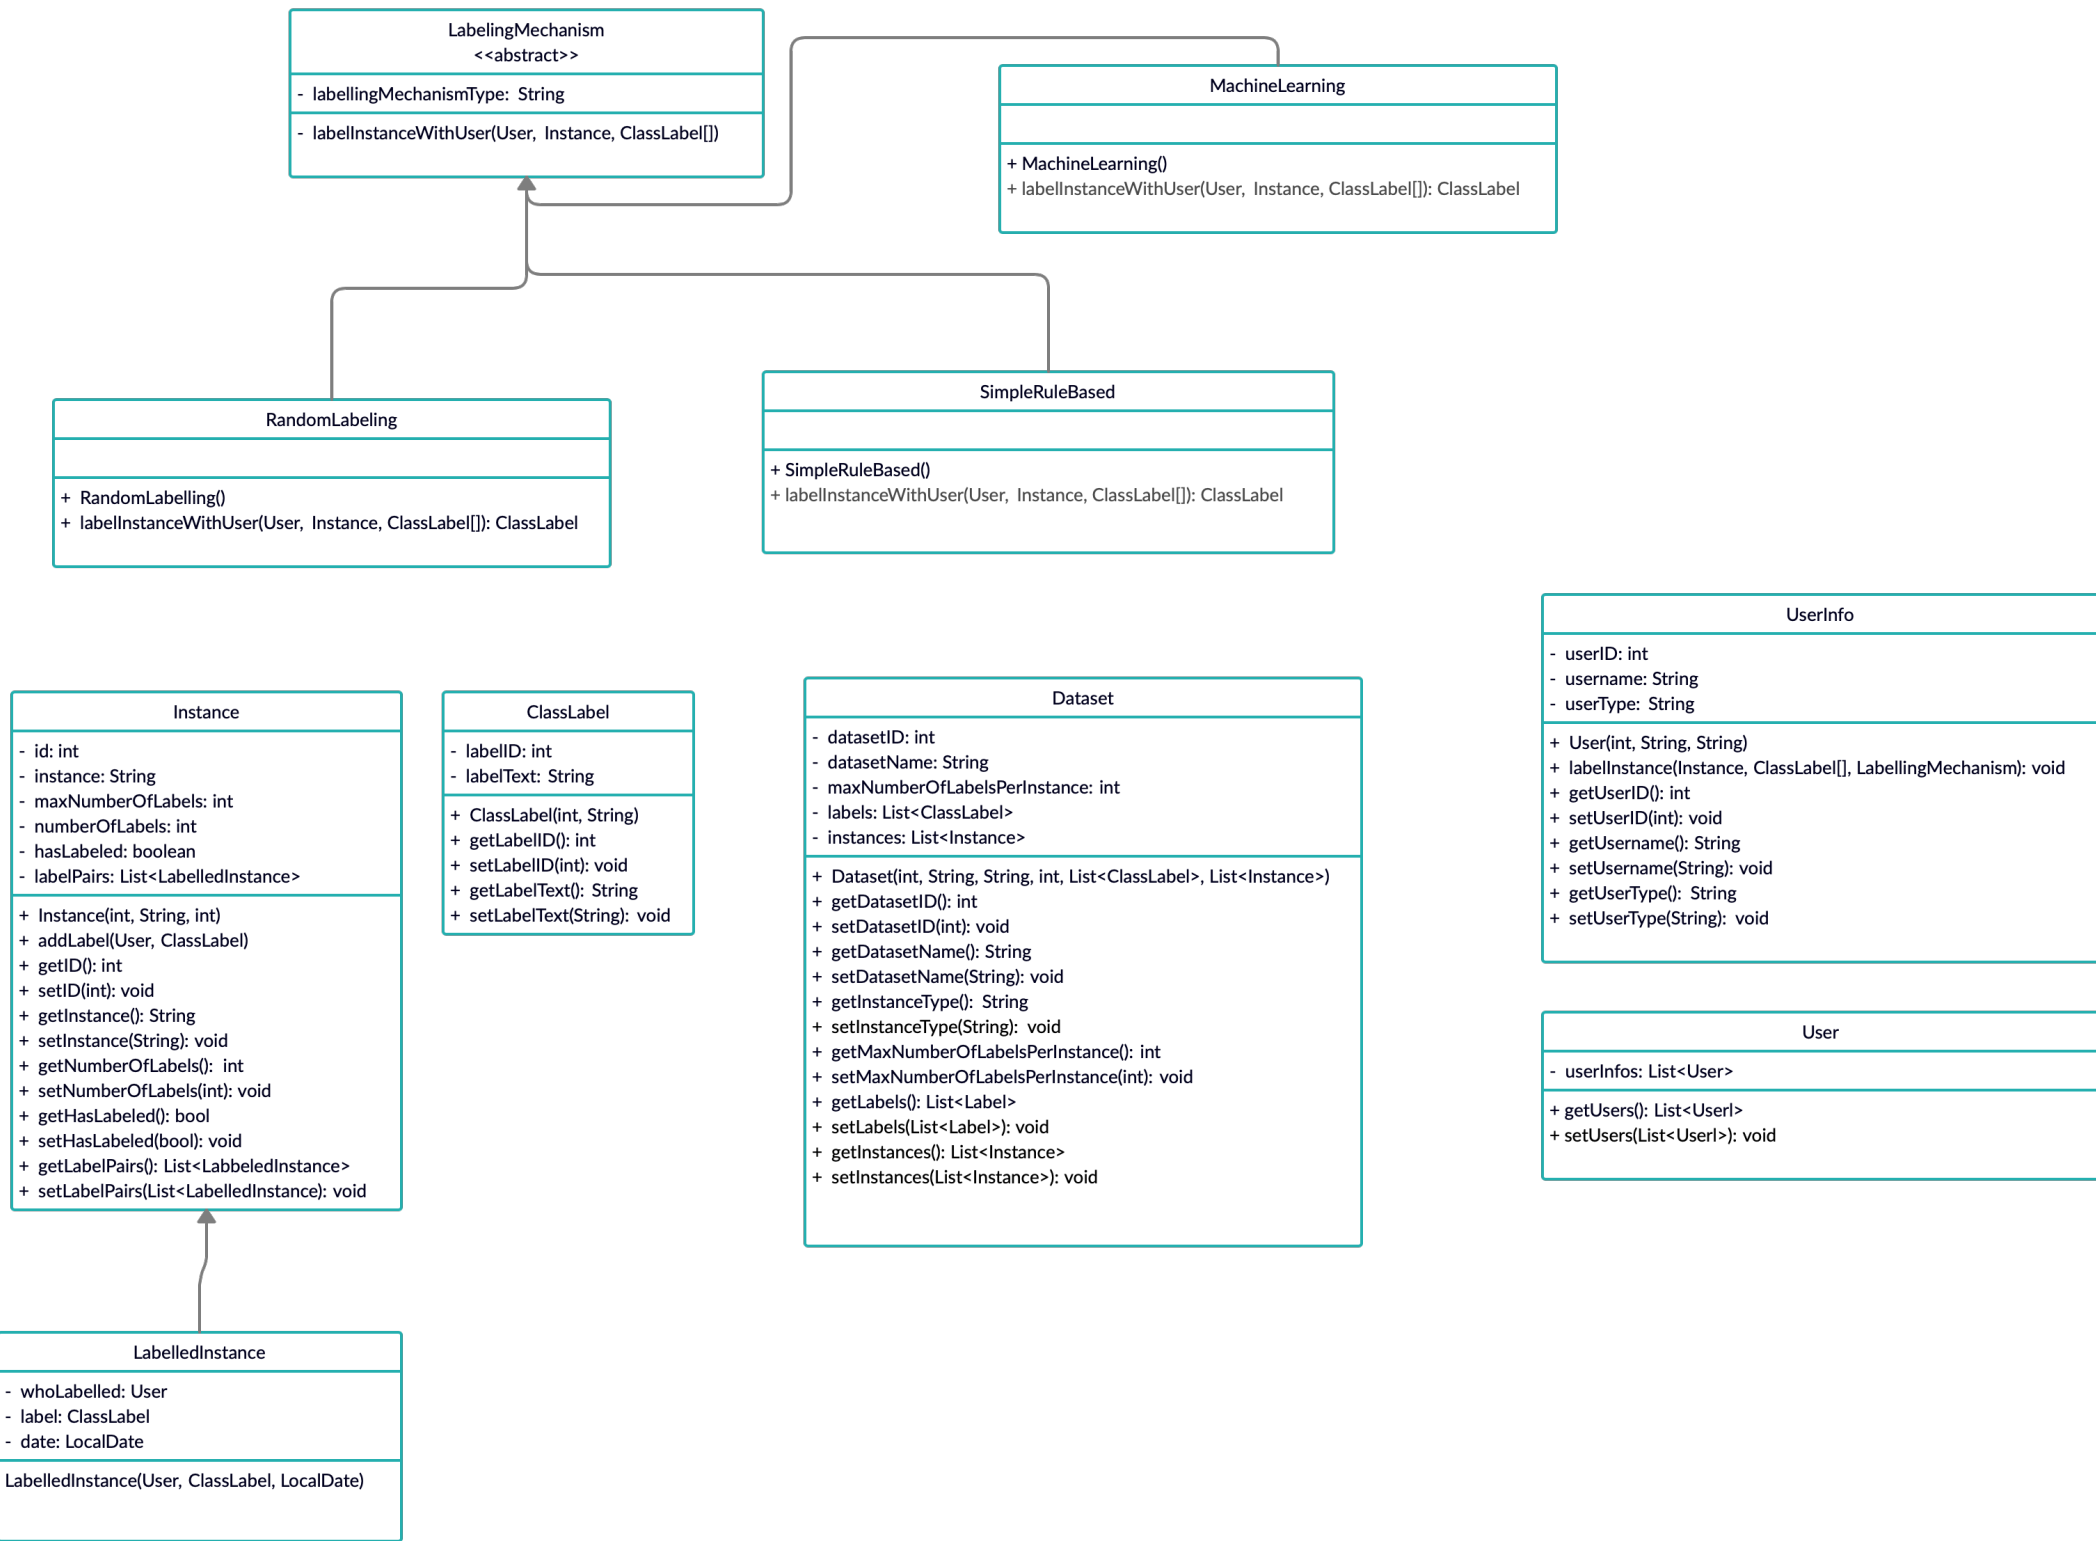 LabelingMechanism
<<abstract>>
- labellingMechanismType: String
- labelInstanceWithUser(User, Instance, ClassLabel[])
MachineLearning
+ MachineLearning()
+ labelInstanceWithUser(User, Instance, ClassLabel[]): ClassLabel
RandomLabeling
+ RandomLabelling()
+ labelInstanceWithUser(User, Instance, ClassLabel[]): ClassLabel
SimpleRuleBased
+ SimpleRuleBased()
+ labelInstanceWithUser(User, Instance, ClassLabel[]): ClassLabel
Instance
- id: int
- instance: String
- maxNumberOfLabels: int
- numberOfLabels: int
- hasLabeled: boolean
- labelPairs: List<LabelledInstance>
+ Instance(int, String, int)
+ addLabel(User, ClassLabel)
+ getID(): int
+ setID(int): void
+ getInstance(): String
+ setInstance(String): void
+ getNumberOfLabels(): int
+ setNumberOfLabels(int): void
+ getHasLabeled(): bool
+ setHasLabeled(bool): void
+ getLabelPairs(): List<LabbeledInstance>
+ setLabelPairs(List<LabelledInstance): void
ClassLabel
- labelID: int
- labelText: String
+ ClassLabel(int, String)
+ getLabelID(): int
+ setLabelID(int): void
+ getLabelText(): String
+ setLabelText(String): void
Dataset
- datasetID: int
- datasetName: String
- maxNumberOfLabelsPerInstance: int
- labels: List<ClassLabel>
- instances: List<Instance>
+ Dataset(int, String, String, int, List<ClassLabel>, List<Instance>)
+ getDatasetID(): int
+ setDatasetID(int): void
+ getDatasetName(): String
+ setDatasetName(String): void
+ getInstanceType(): String
+ setInstanceType(String): void
+ getMaxNumberOfLabelsPerInstance(): int
+ setMaxNumberOfLabelsPerInstance(int): void
+ getLabels(): List<Label>
+ setLabels(List<Label>): void
+ getInstances(): List<Instance>
+ setInstances(List<Instance>): void
UserInfo
- userID: int
- username: String
- userType: String
+ User(int, String, String)
+ labelInstance(Instance, ClassLabel[], LabellingMechanism): void
+ getUserID(): int
+ setUserID(int): void
+ getUsername(): String
+ setUsername(String): void
+ getUserType(): String
+ setUserType(String): void
User
- userInfos: List<User>
+ getUsers(): List<Userl>
+ setUsers(List<Userl>): void
LabelledInstance
- whoLabelled: User
- label: ClassLabel
- date: LocalDate
LabelledInstance(User, ClassLabel, LocalDate)